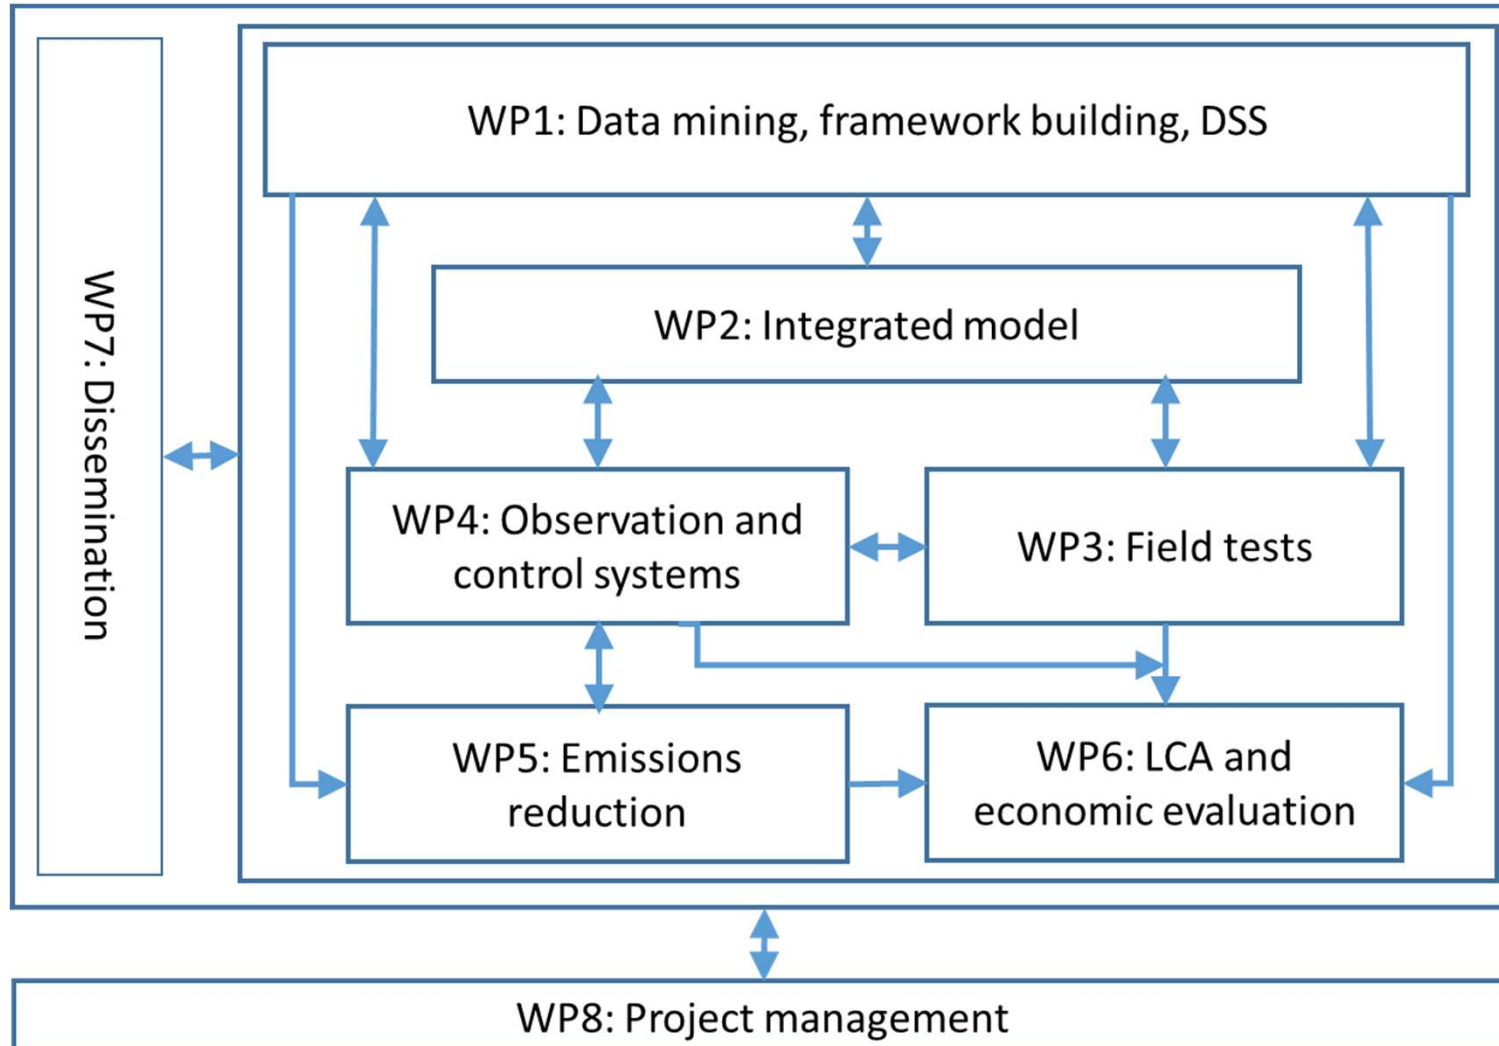 WP1: Data mining, framework building, DSS
WP7: Dissemination
WP2: Integrated model
WP4: Observation and
control systems
WP3: Field tests
WP5: Emissions
reduction
WP6: LCA and
economic evaluation
WP8: Project management